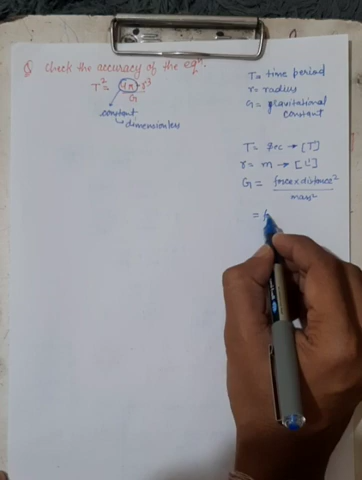 Q Check the accuracy of the eqn.
T² = 4π r³
G
constant
dimensionless
T = time period
r = radius
G = gravitational
constant
T = sec → [T]
r = m → [L]
G = force × distance²
mass²
=